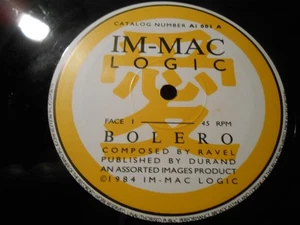 CATALOG NUMBER AI 001 A
IM-MAC
LOGIC
FACE 1
45 RPM
BOLERO
COMPOSED BY RAVEL
PUBLISHED BY DURAND
AN ASSORTED IMAGES PRODUCT
©1984 IM-MAC LOGIC